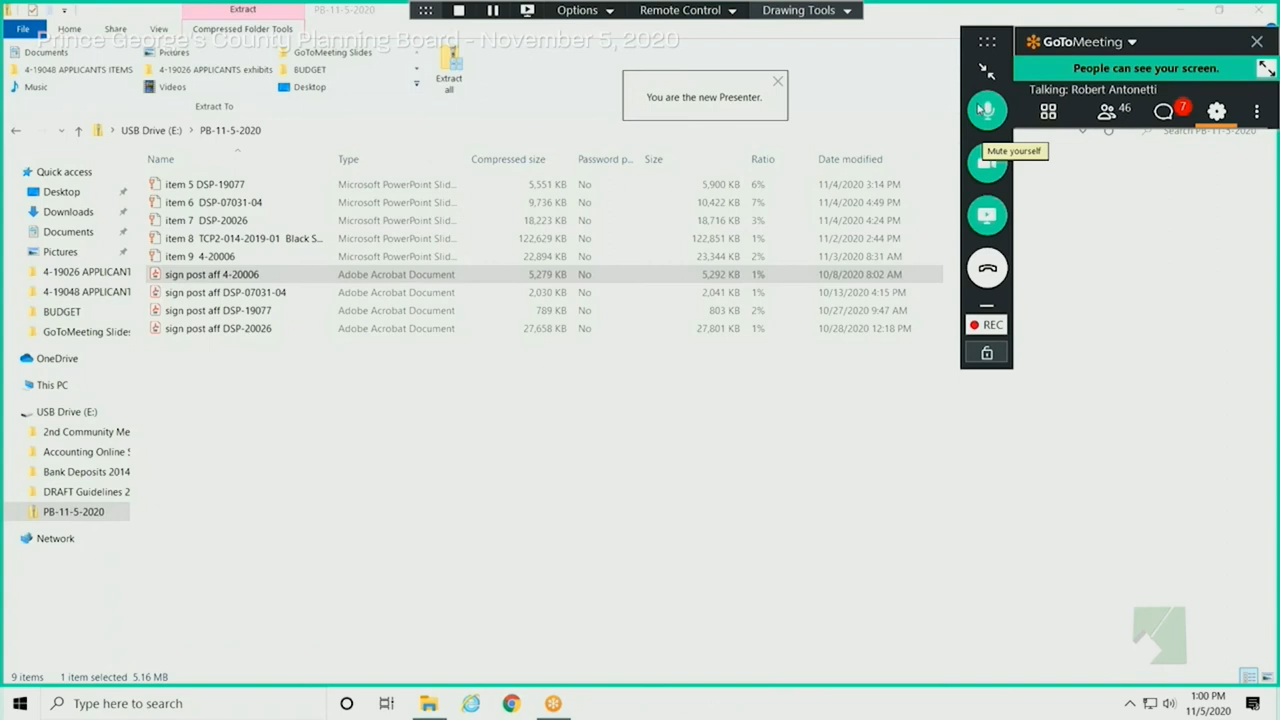 Extract
PB-11-5-2020
Options
Remote Control
Drawing Tools
File
Home
Share
View
Compressed Folder Tools
Prince George's County Planning Board - November 5, 2020
Documents
Pictures
GoToMeeting Slides
4-19048 APPLICANTS ITEMS
4-19026 APPLICANTS exhibits
BUDGET
Music
Videos
Desktop
Extract all
Extract To
You are the new Presenter.
GoToMeeting
People can see your screen.
Talking: Robert Antonetti
46
7
Mute yourself
REC
USB Drive (E:)
PB-11-5-2020
Search PB-11-5-2020
Name Type Compressed size Password p... Size Ratio Date modified
item 5 DSP-19077 Microsoft PowerPoint Slid... 5,551 KB No 5,900 KB 6% 11/4/2020 3:14 PM
item 6 DSP-07031-04 Microsoft PowerPoint Slid... 9,736 KB No 10,422 KB 7% 11/4/2020 4:49 PM
item 7 DSP-20026 Microsoft PowerPoint Slid... 18,223 KB No 18,716 KB 3% 11/4/2020 4:24 PM
item 8 TCP2-014-2019-01 Black S... Microsoft PowerPoint Slid... 122,629 KB No 122,851 KB 1% 11/2/2020 2:44 PM
item 9 4-20006 Microsoft PowerPoint Slid... 22,894 KB No 23,344 KB 2% 11/3/2020 8:31 AM
sign post aff 4-20006 Adobe Acrobat Document 5,279 KB No 5,292 KB 1% 10/8/2020 8:02 AM
sign post aff DSP-07031-04 Adobe Acrobat Document 2,030 KB No 2,041 KB 1% 10/13/2020 4:15 PM
sign post aff DSP-19077 Adobe Acrobat Document 789 KB No 803 KB 2% 10/27/2020 9:47 AM
sign post aff DSP-20026 Adobe Acrobat Document 27,658 KB No 27,801 KB 1% 10/28/2020 12:18 PM
Quick access
Desktop
Downloads
Documents
Pictures
4-19026 APPLICANT
4-19048 APPLICANT
BUDGET
GoToMeeting Slides
OneDrive
This PC
USB Drive (E:)
2nd Community Me
Accounting Online S
Bank Deposits 2014
DRAFT Guidelines 2
PB-11-5-2020
Network
9 items 1 item selected 5.16 MB
Type here to search
1:00 PM
11/5/2020